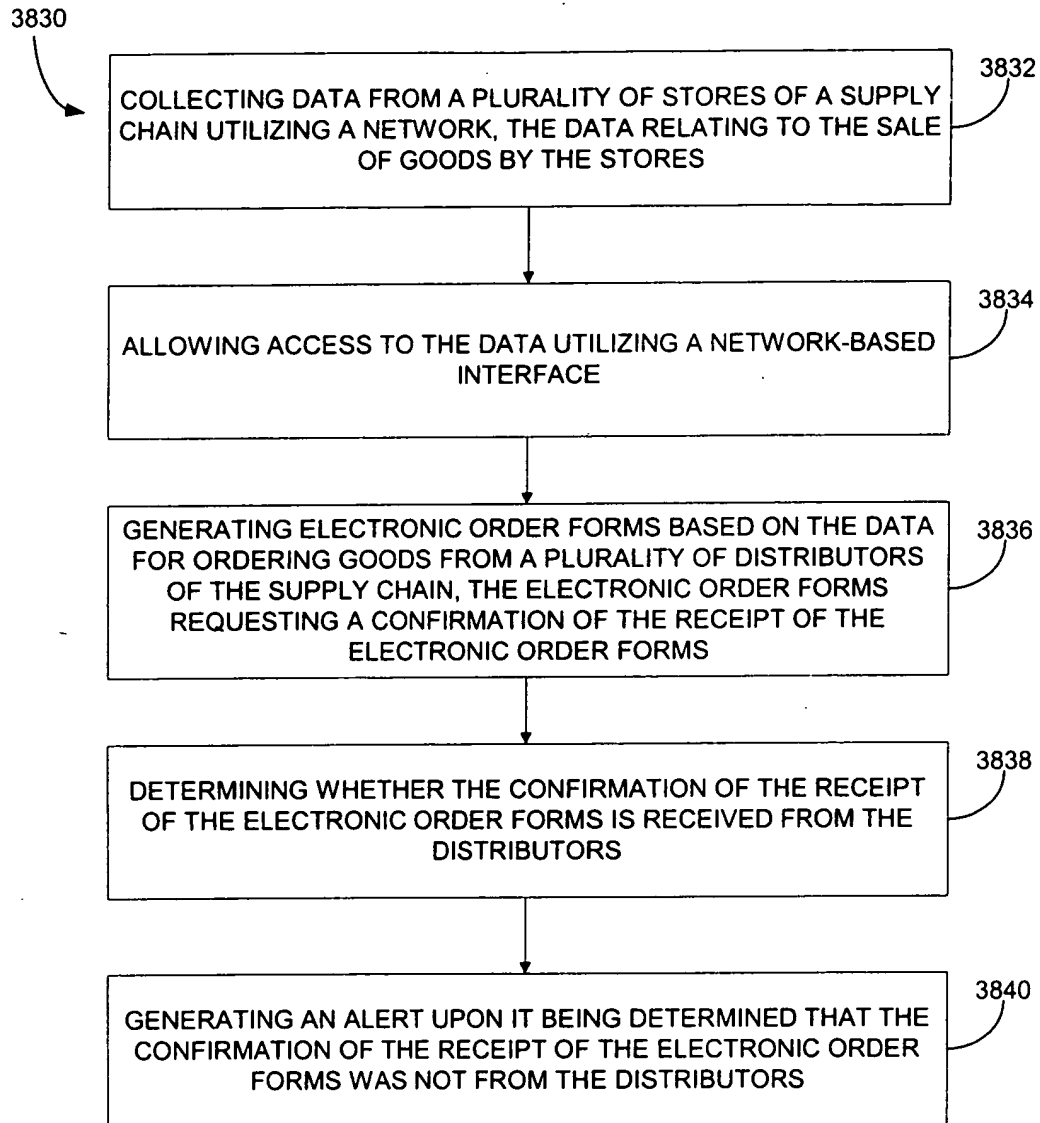 3830
3832
COLLECTING DATA FROM A PLURALITY OF STORES OF A SUPPLY
CHAIN UTILIZING A NETWORK, THE DATA RELATING TO THE SALE
OF GOODS BY THE STORES
3834
ALLOWING ACCESS TO THE DATA UTILIZING A NETWORK-BASED
INTERFACE
3836
GENERATING ELECTRONIC ORDER FORMS BASED ON THE DATA
FOR ORDERING GOODS FROM A PLURALITY OF DISTRIBUTORS
OF THE SUPPLY CHAIN, THE ELECTRONIC ORDER FORMS
REQUESTING A CONFIRMATION OF THE RECEIPT OF THE
ELECTRONIC ORDER FORMS
3838
DETERMINING WHETHER THE CONFIRMATION OF THE RECEIPT
OF THE ELECTRONIC ORDER FORMS IS RECEIVED FROM THE
DISTRIBUTORS
3840
GENERATING AN ALERT UPON IT BEING DETERMINED THAT THE
CONFIRMATION OF THE RECEIPT OF THE ELECTRONIC ORDER
FORMS WAS NOT FROM THE DISTRIBUTORS